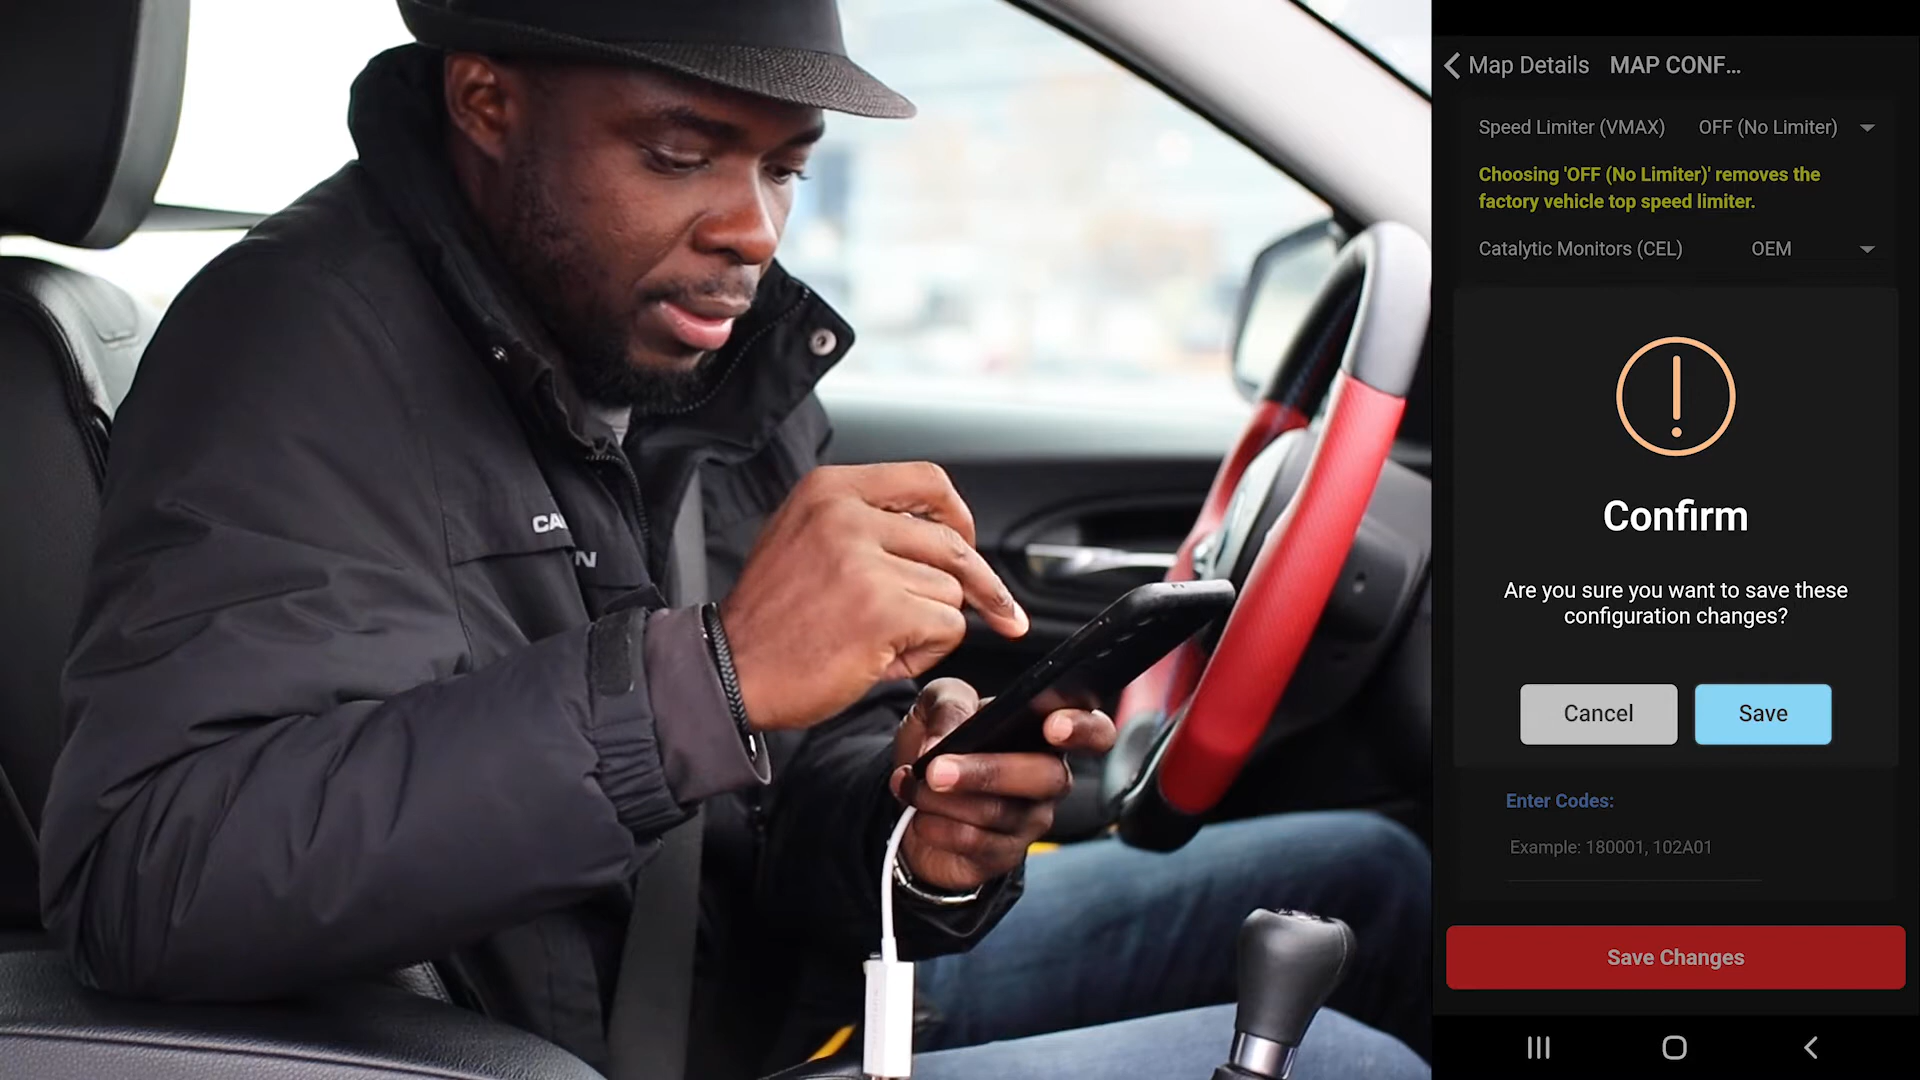 Map Details MAP CONF...
Speed Limiter (VMAX) OFF (No Limiter)
Choosing 'OFF (No Limiter)' removes the
factory vehicle top speed limiter.
Catalytic Monitors (CEL) OEM
Confirm
Are you sure you want to save these
configuration changes?
Cancel Save
Enter Codes:
Example: 180001, 102A01
Save Changes